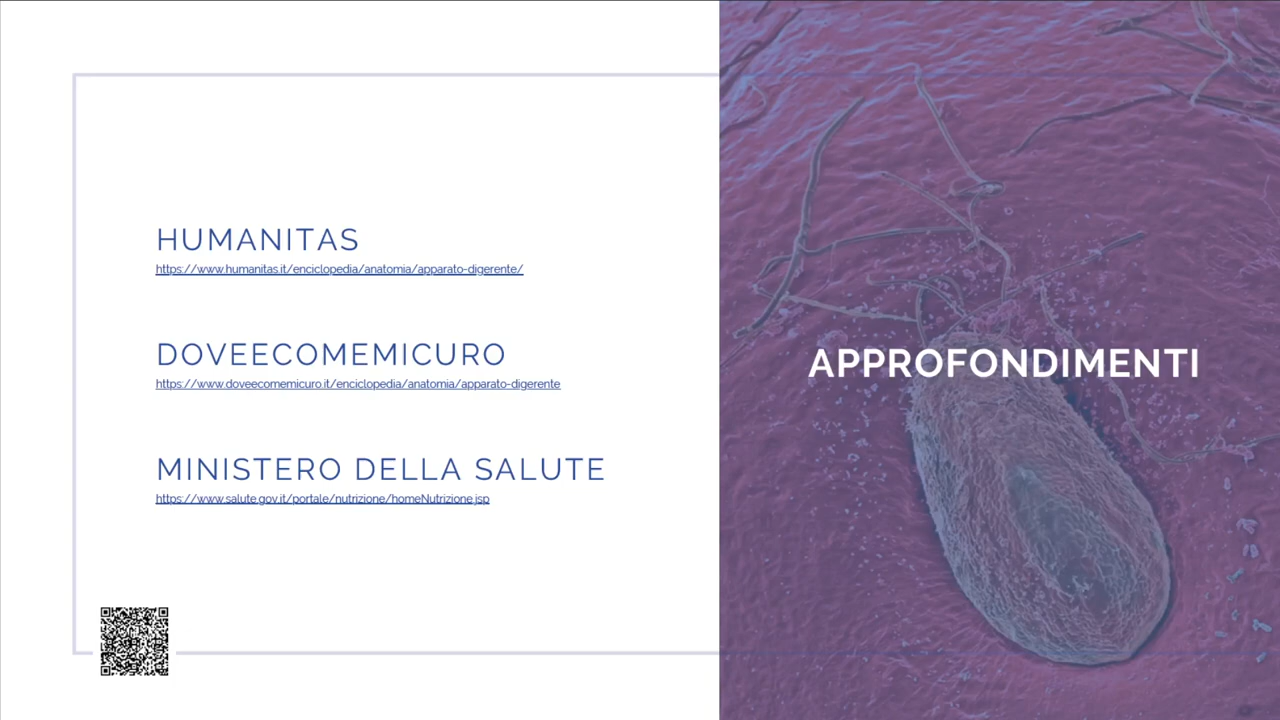 HUMANITAS
https://www.humanitas.it/enciclopedia/anatomia/apparato-digerente/
DOVEECOMEMICURO
https://www.doveecomemicuro.it/enciclopedia/anatomia/apparato-digerente
MINISTERO DELLA SALUTE
https://www.salute.gov.it/portale/nutrizione/homeNutrizione.jsp
APPROFONDIMENTI